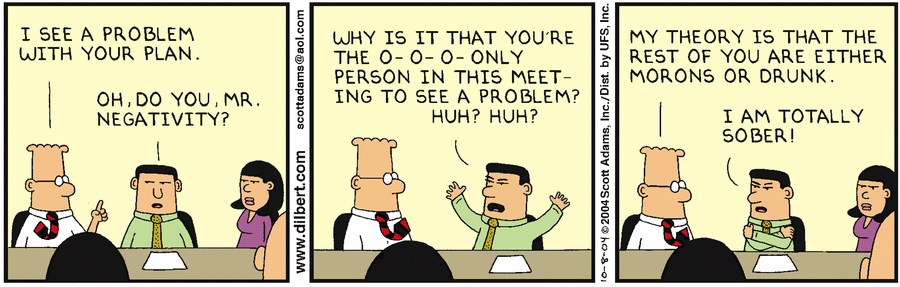 I SEE A PROBLEM
WITH YOUR PLAN.
OH, DO YOU, MR.
NEGATIVITY?
www.dilbert.com
scottadams@aol.com
WHY IS IT THAT YOU'RE
THE O-O-O-ONLY
PERSON IN THIS MEET-
ING TO SEE A PROBLEM?
HUH? HUH?
10-8-04 © 2004 Scott Adams, Inc./Dist. by UFS, Inc.
MY THEORY IS THAT THE
REST OF YOU ARE EITHER
MORONS OR DRUNK.
I AM TOTALLY
SOBER!